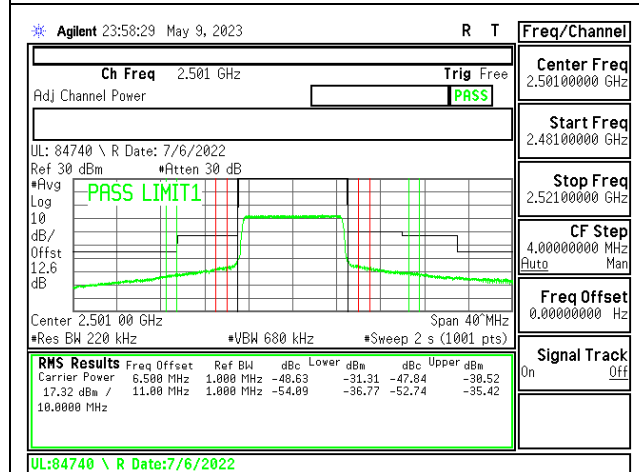 Agilent 23:58:29 May 9, 2023 R T
Ch Freq 2.501 GHz Trig Free
Adj Channel Power PASS
UL: 84740 \ R Date: 7/6/2022
Ref 30 dBm #Atten 30 dB
#Avg
Log
10
dB/
Offst
12.6
dB
PASS LIMIT1
Center 2.501 00 GHz Span 40^MHz
#Res BW 220 kHz #VBW 680 kHz #Sweep 2 s (1001 pts)
RMS Results Freq Offset Ref BW dBc Lower dBm dBc Upper dBm
Carrier Power 6.500 MHz 1.000 MHz -48.63 -31.31 -47.84 -30.52
17.32 dBm / 11.00 MHz 1.000 MHz -54.09 -36.77 -52.74 -35.42
10.0000 MHz
UL:84740 \ R Date:7/6/2022
Freq/Channel
Center Freq
2.50100000 GHz
Start Freq
2.48100000 GHz
Stop Freq
2.52100000 GHz
CF Step
4.00000000 MHz
Auto Man
Freq Offset
0.00000000 Hz
Signal Track
On Off